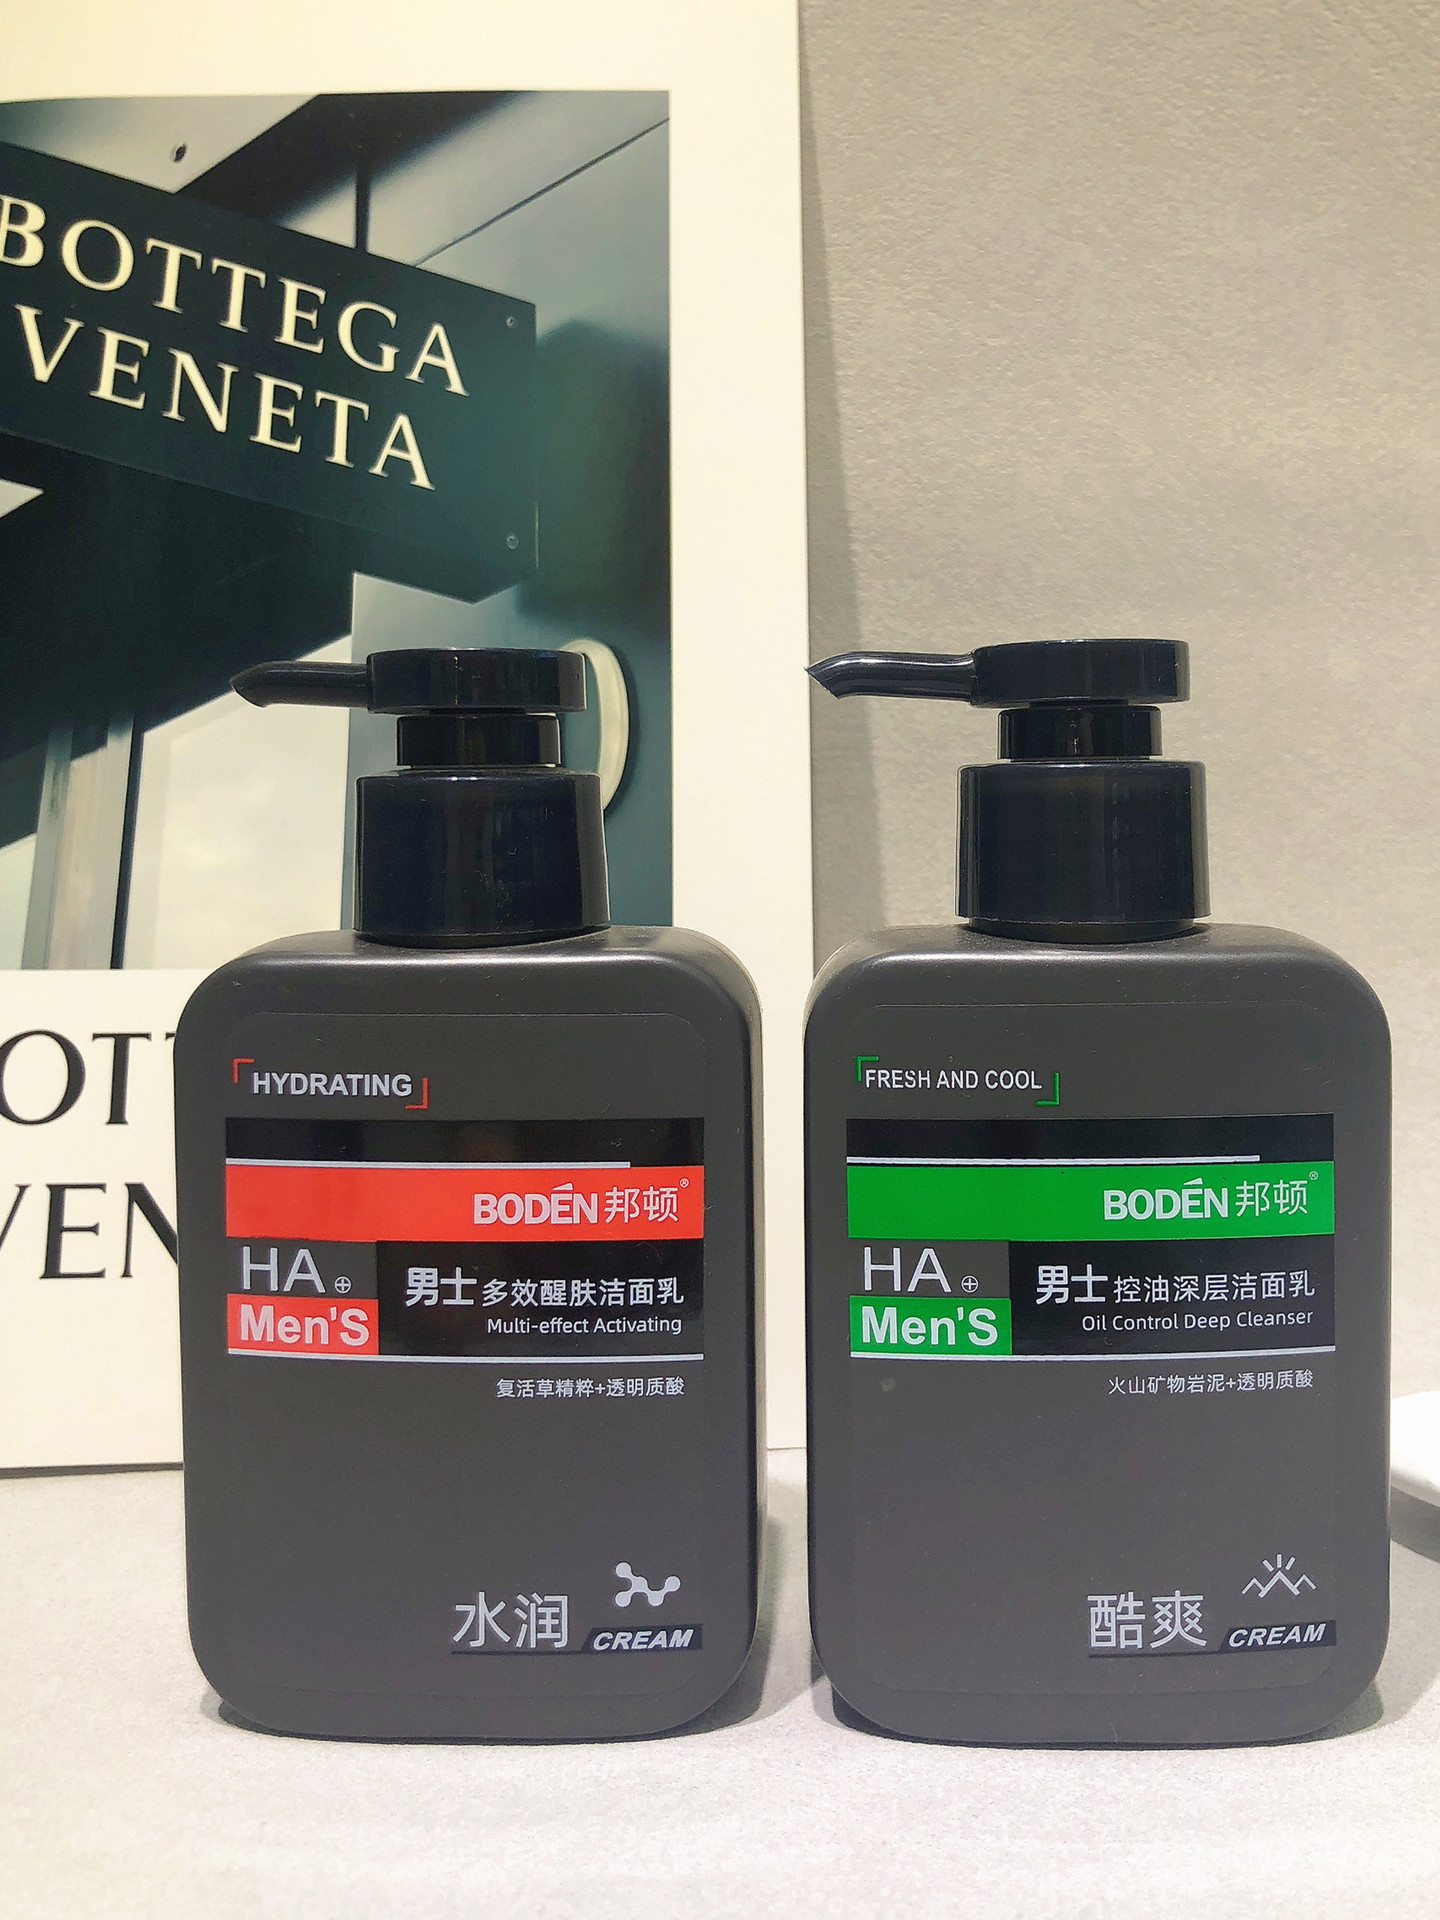 BOTTEGA
VENETA
OTT
VEN
HYDRATING
BODÉN 邦顿®
HA⊕
Men'S
男士多效醒肤洁面乳
Multi-effect Activating
复活草精粹+透明质酸
水润
CREAM
FRESH AND COOL
BODÉN 邦顿®
HA⊕
Men'S
男士控油深层洁面乳
Oil Control Deep Cleanser
火山矿物岩泥+透明质酸
酷爽
CREAM